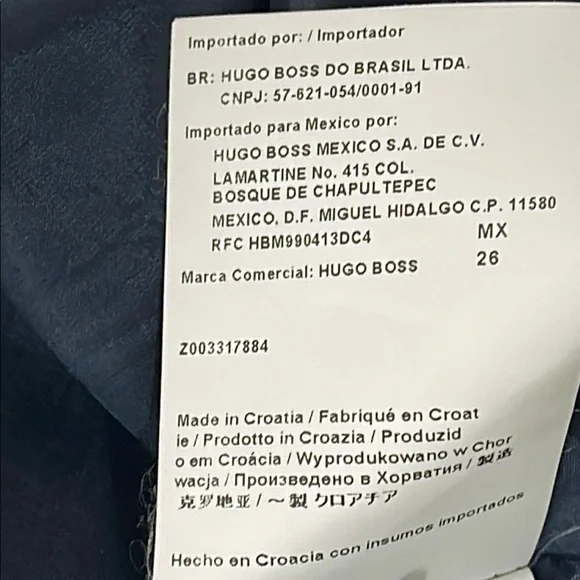 Importado por: / Importador
BR: HUGO BOSS DO BRASIL LTDA.
CNPJ: 57-621-054/0001-91
Importado para Mexico por:
HUGO BOSS MEXICO S.A. DE C.V.
LAMARTINE No. 415 COL.
BOSQUE DE CHAPULTEPEC
MEXICO, D.F. MIGUEL HIDALGO C.P. 11580
RFC HBM990413DC4 MX
Marca Comercial: HUGO BOSS 26
Z003317884
Made in Croatia / Fabriqué en Croat
ie / Prodotto in Croazia / Produzid
o em Croácia / Wyprodukowano w Chor
wacja / Произведено в Хорватия / 製造
克罗地亚 / ～製 クロアチア
Hecho en Croacia con insumos importados